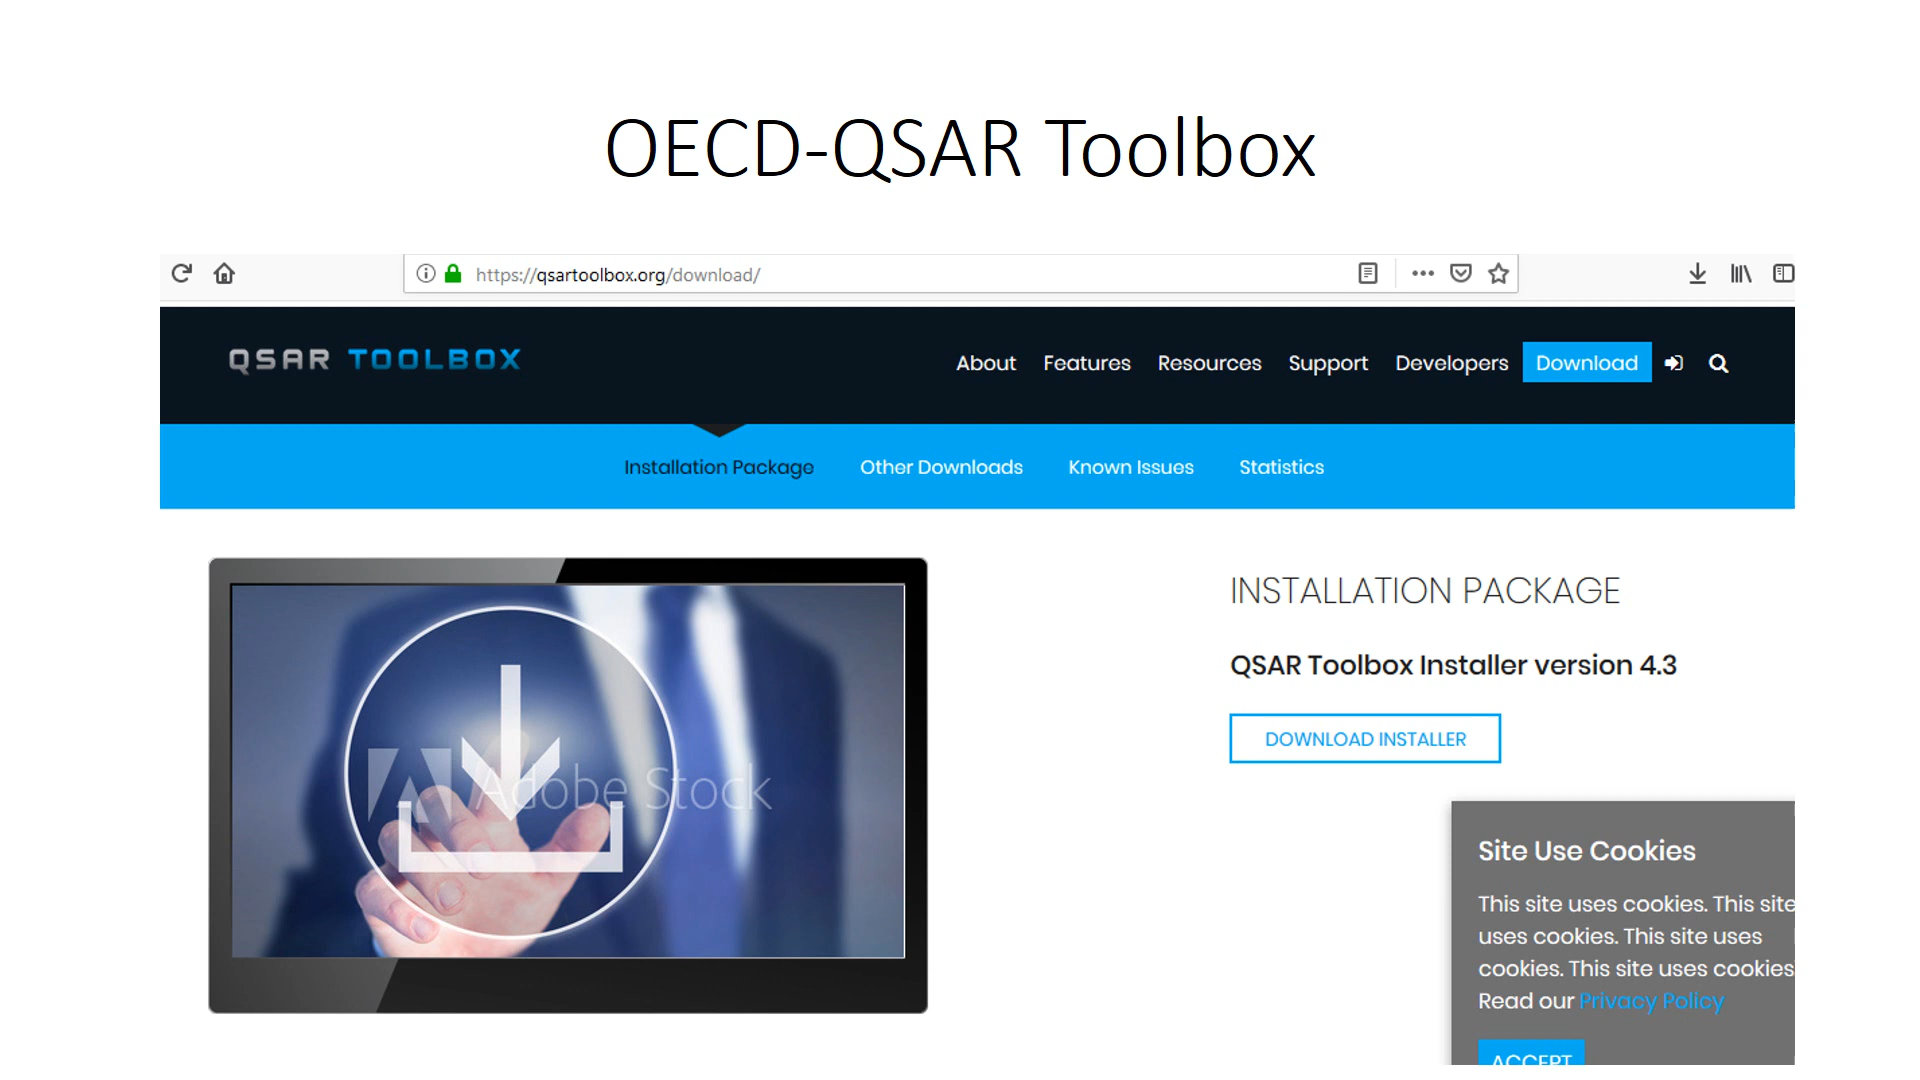 OECD-QSAR Toolbox
https://qsartoolbox.org/download/
QSAR TOOLBOX
About Features Resources Support Developers Download
Installation Package Other Downloads Known Issues Statistics
INSTALLATION PACKAGE
QSAR Toolbox Installer version 4.3
DOWNLOAD INSTALLER
Adobe Stock
Site Use Cookies
This site uses cookies. This site
uses cookies. This site uses
cookies. This site uses cookies
Read our Privacy Policy
ACCEPT